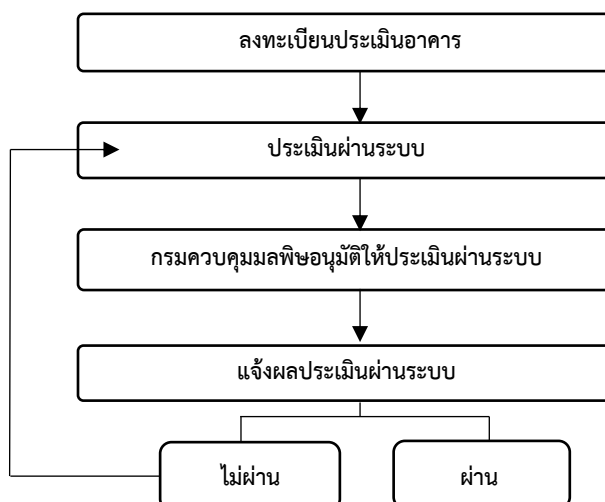 ลงทะเบียนประเมินอาคาร
ประเมินผ่านระบบ
กรมควบคุมมลพิษอนุมัติให้ประเมินผ่านระบบ
แจ้งผลประเมินผ่านระบบ
ไม่ผ่าน
ผ่าน